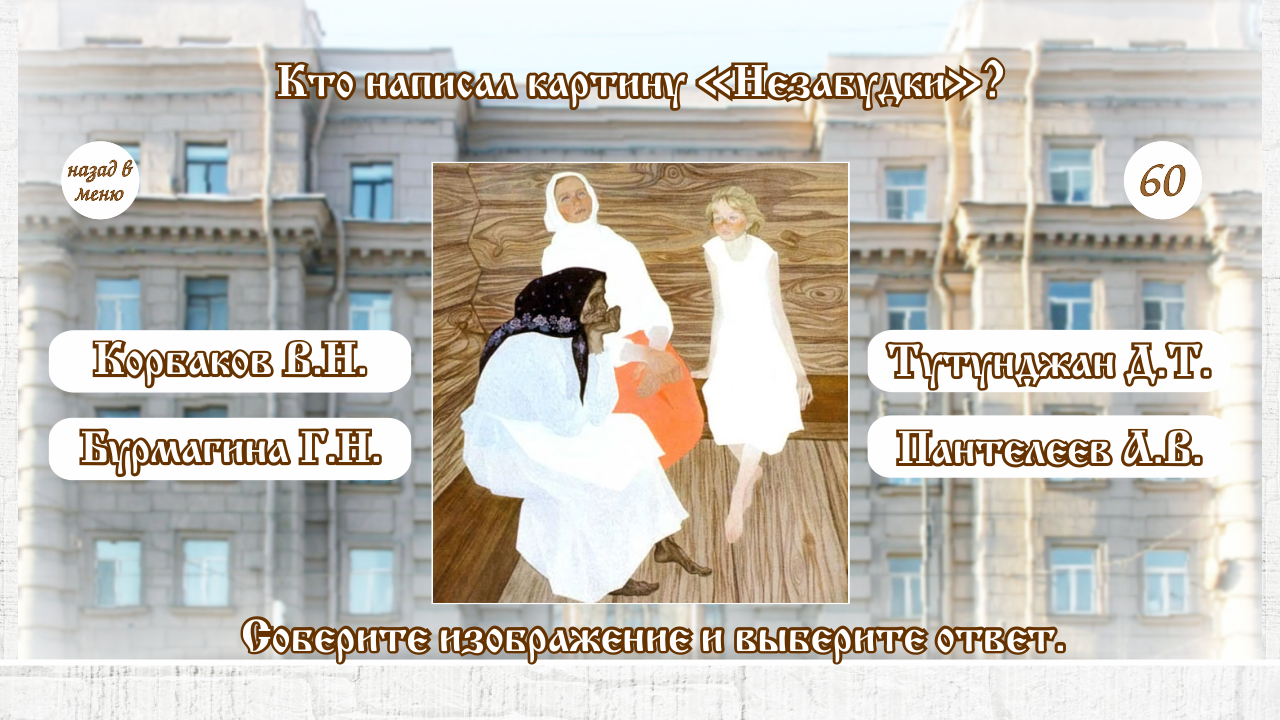 Кто написал картину «Незабудки»?
назад в
меню
60
Корбаков В.Н.
Тутунджан Д.Т.
Бурмагина Г.Н.
Пантелеев А.В.
Соберите изображение и выберите ответ.